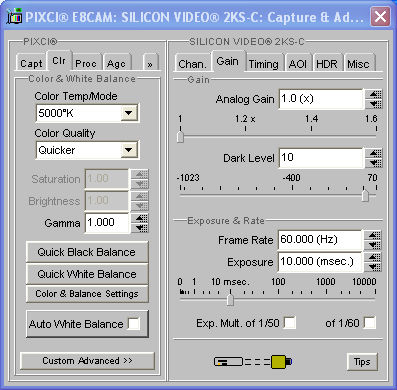 PIXCI® E8CAM: SILICON VIDEO® 2KS-C: Capture & Ad...
PIXCI®
Capt Clr Proc Agc »
Color & White Balance
Color Temp/Mode
5000°K
Color Quality
Quicker
Saturation 1.00
Brightness 1.00
Gamma 1.000
Quick Black Balance
Quick White Balance
Color & Balance Settings
Auto White Balance
Custom Advanced >>
SILICON VIDEO® 2KS-C
Chan. Gain Timing AOI HDR Misc
Gain
Analog Gain 1.0 (x)
1 1.2 x 1.4 1.6
Dark Level 10
-1023 -400 70
Exposure & Rate
Frame Rate 60.000 (Hz)
Exposure 10.000 (msec.)
0 1 10 msec. 100 1000 10000
Exp. Mult. of 1/50 of 1/60
Tips